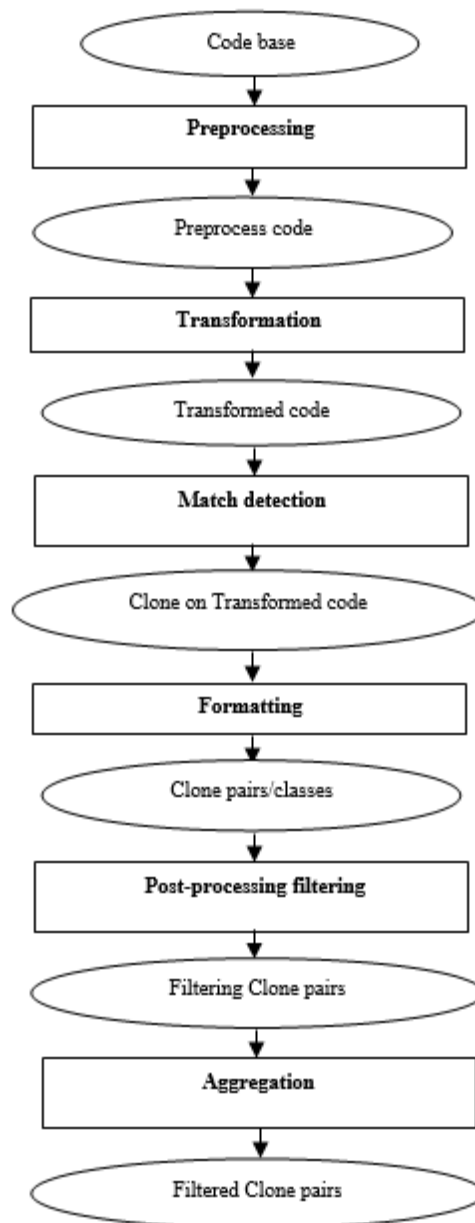 Code base
Preprocessing
Preprocess code
Transformation
Transformed code
Match detection
Clone on Transformed code
Formatting
Clone pairs/classes
Post-processing filtering
Filtering Clone pairs
Aggregation
Filtered Clone pairs